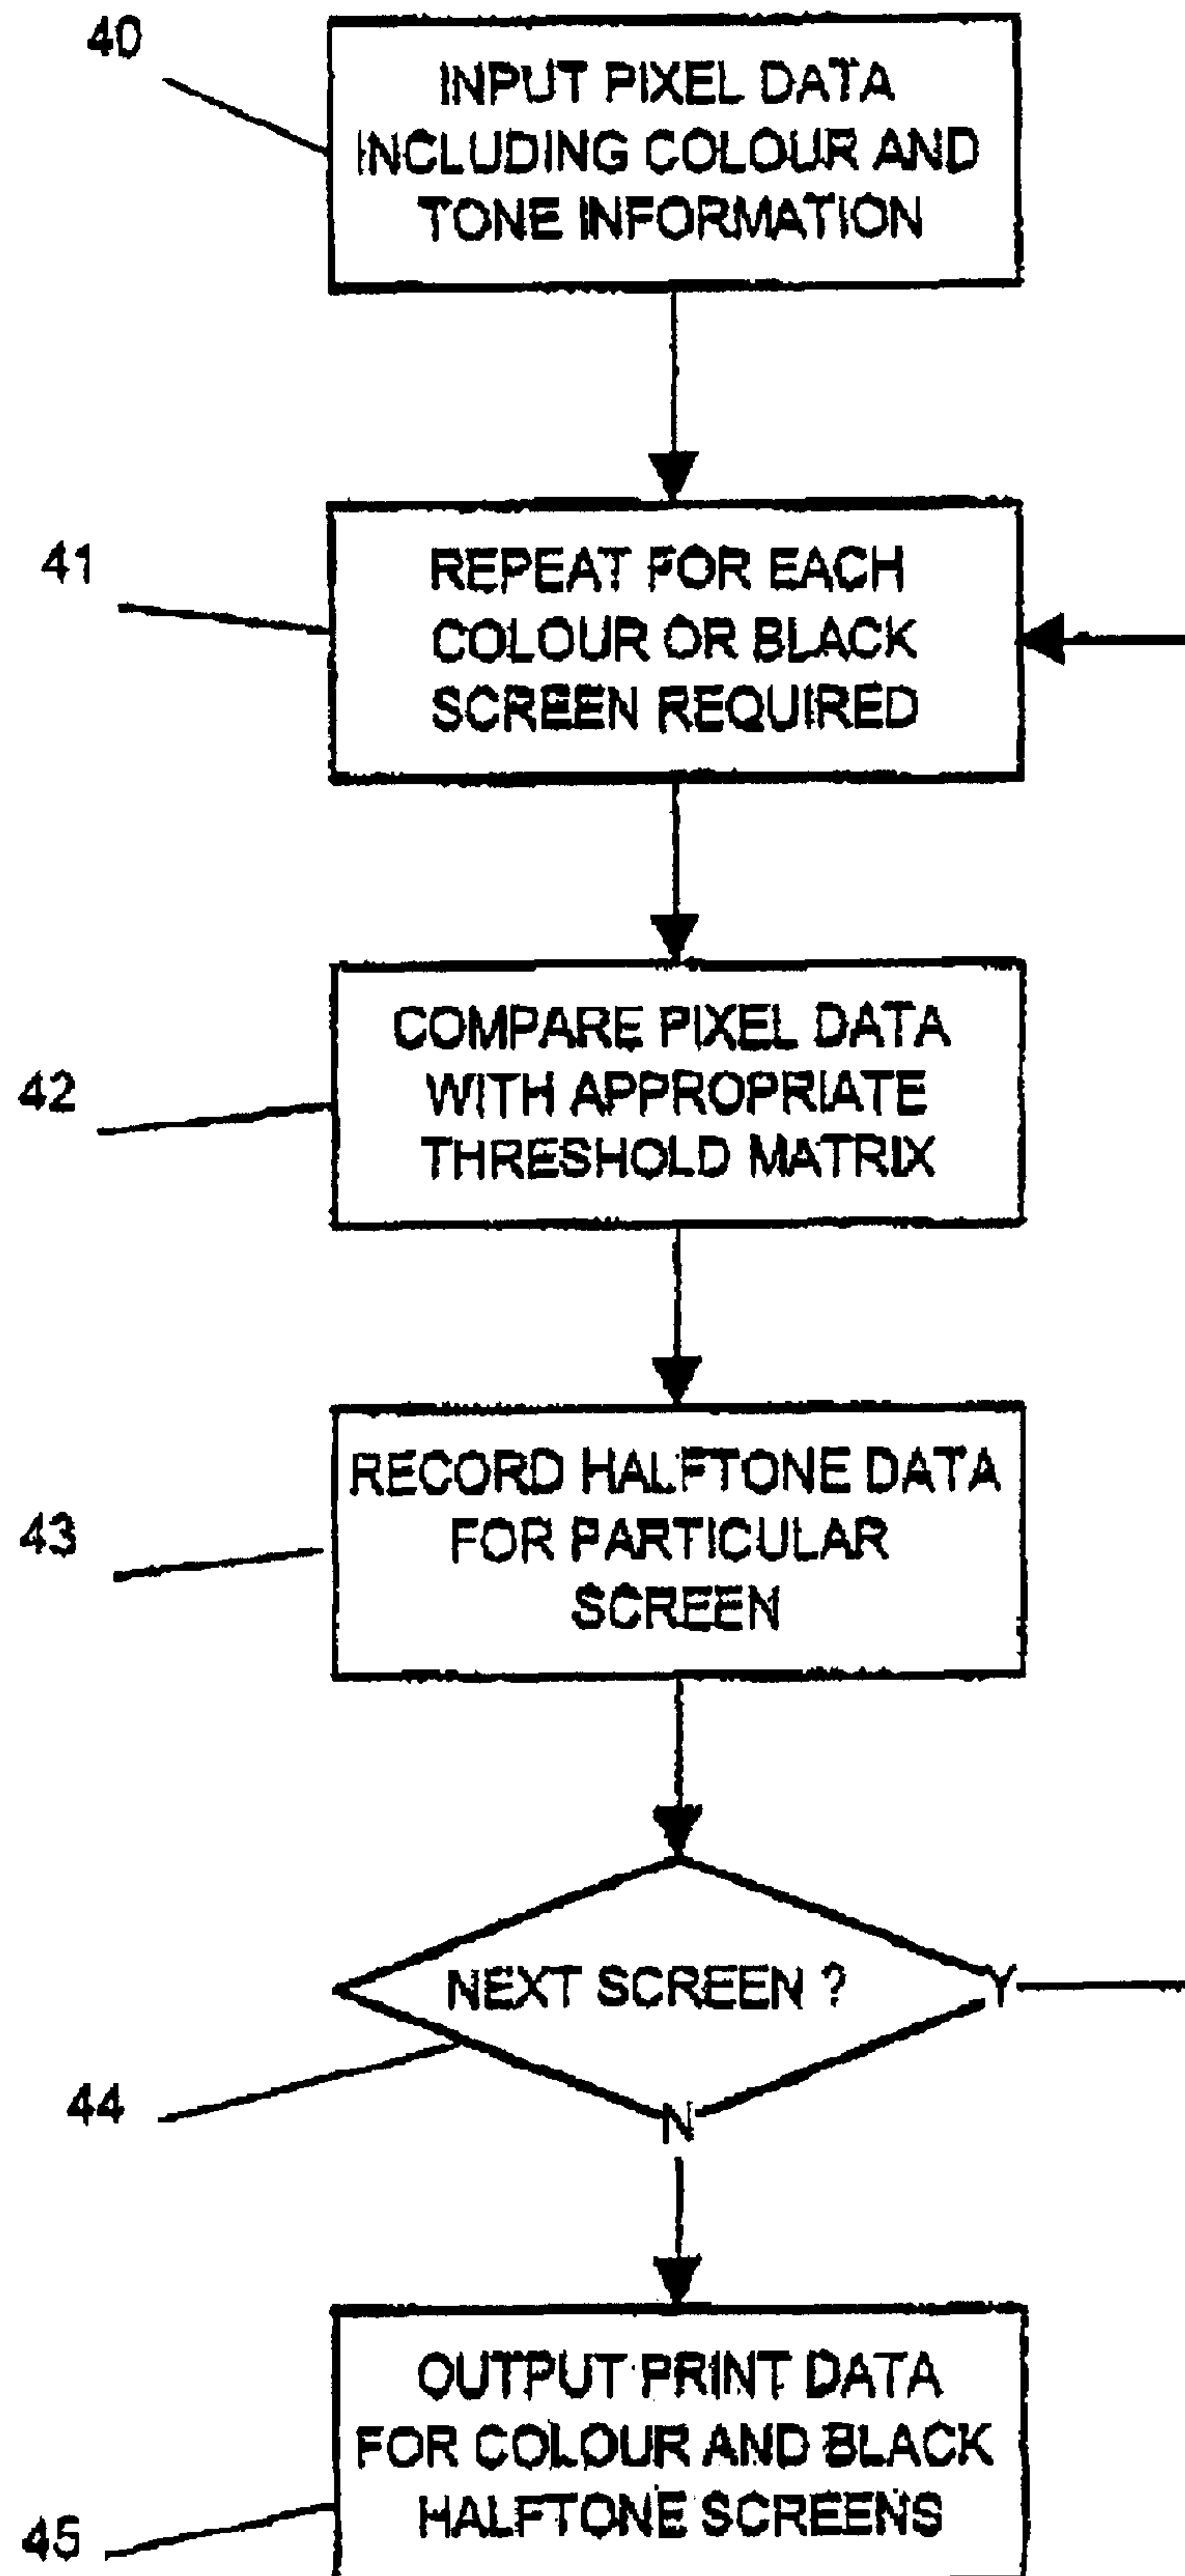 40
INPUT PIXEL DATA
INCLUDING COLOUR AND
TONE INFORMATION
41
REPEAT FOR EACH
COLOUR OR BLACK
SCREEN REQUIRED
42
COMPARE PIXEL DATA
WITH APPROPRIATE
THRESHOLD MATRIX
43
RECORD HALFTONE DATA
FOR PARTICULAR
SCREEN
44
NEXT SCREEN ?
Y
N
45
OUTPUT PRINT DATA
FOR COLOUR AND BLACK
HALFTONE SCREENS